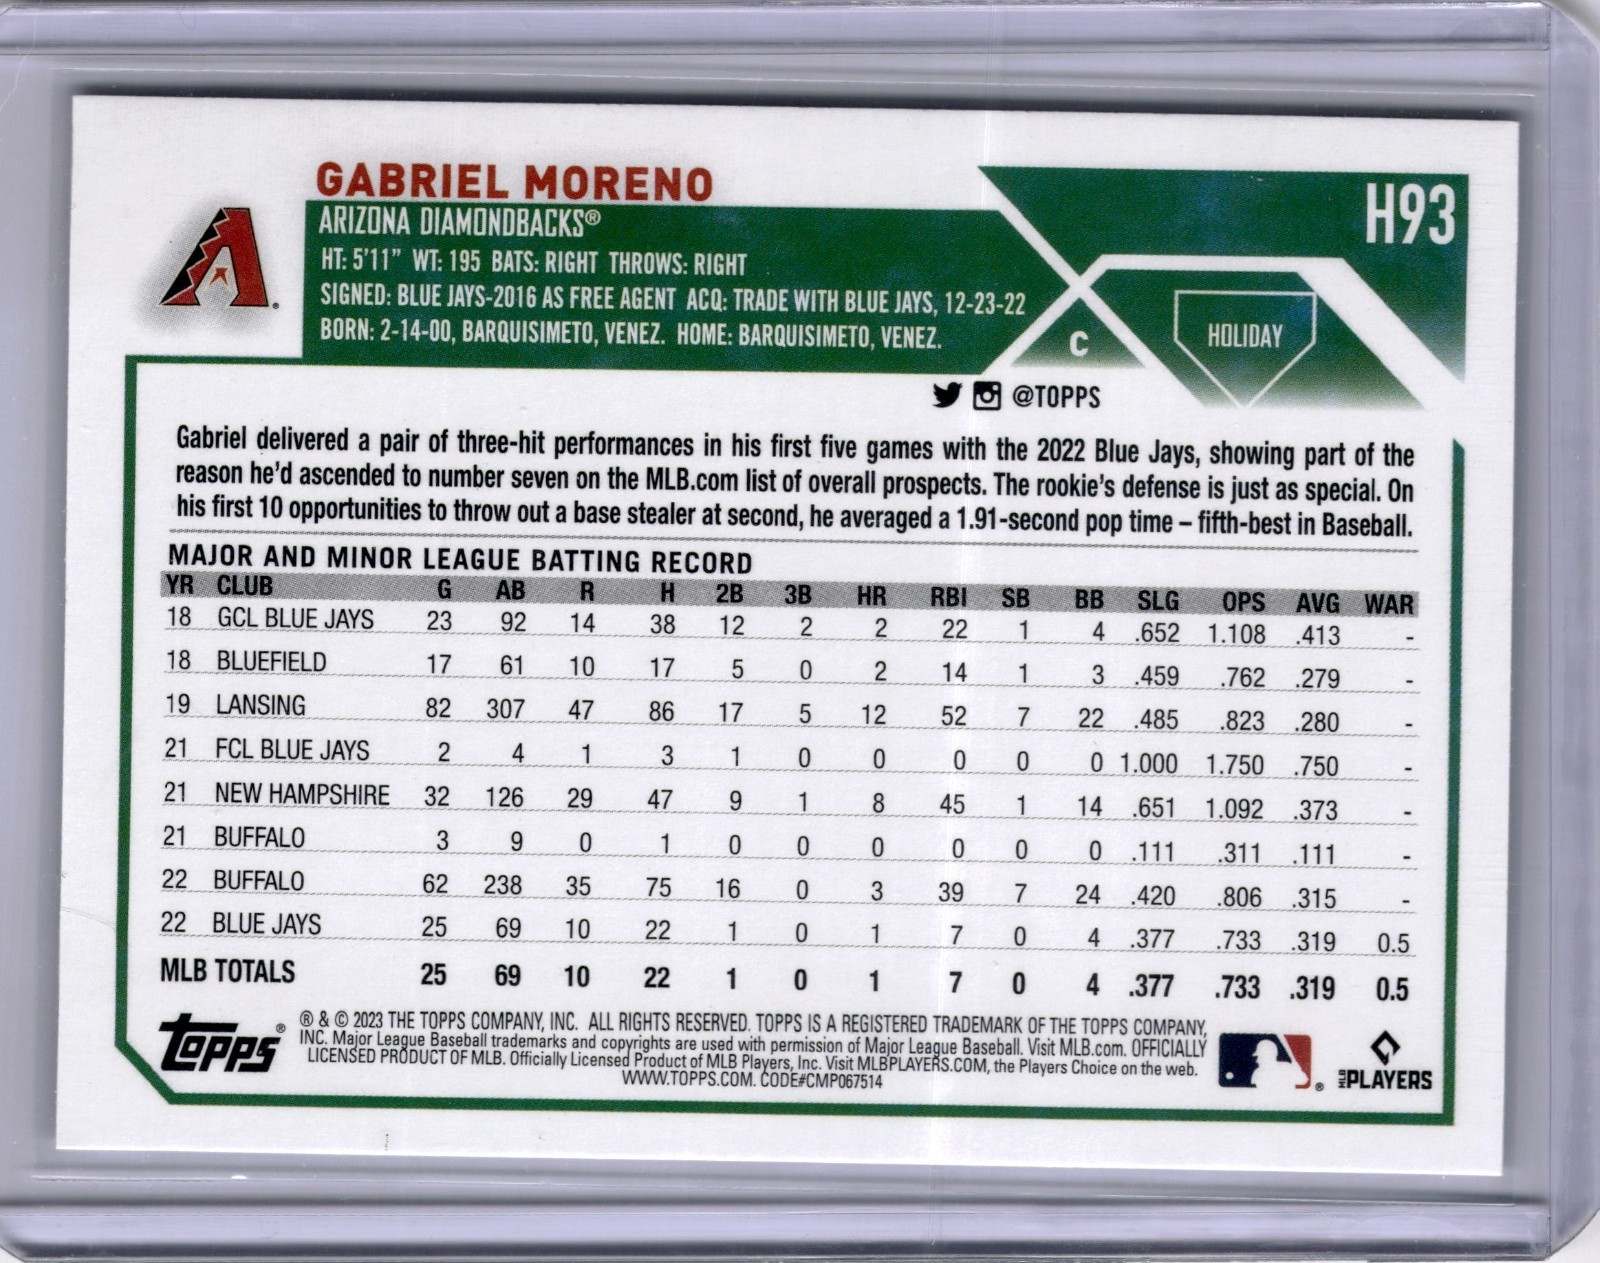 GABRIEL MORENO
H93
ARIZONA DIAMONDBACKS®
HT: 5'11" WT: 195 BATS: RIGHT THROWS: RIGHT
SIGNED: BLUE JAYS-2016 AS FREE AGENT ACQ: TRADE WITH BLUE JAYS, 12-23-22
BORN: 2-14-00, BARQUISIMETO, VENEZ. HOME: BARQUISIMETO, VENEZ.
C
HOLIDAY
@TOPPS
Gabriel delivered a pair of three-hit performances in his first five games with the 2022 Blue Jays, showing part of the
reason he'd ascended to number seven on the MLB.com list of overall prospects. The rookie's defense is just as special. On
his first 10 opportunities to throw out a base stealer at second, he averaged a 1.91-second pop time – fifth-best in Baseball.
MAJOR AND MINOR LEAGUE BATTING RECORD
YR CLUB G AB R H 2B 3B HR RBI SB BB SLG OPS AVG WAR
18 GCL BLUE JAYS 23 92 14 38 12 2 2 22 1 4 .652 1.108 .413 -
18 BLUEFIELD 17 61 10 17 5 0 2 14 1 3 .459 .762 .279 -
19 LANSING 82 307 47 86 17 5 12 52 7 22 .485 .823 .280 -
21 FCL BLUE JAYS 2 4 1 3 1 0 0 0 0 0 1.000 1.750 .750 -
21 NEW HAMPSHIRE 32 126 29 47 9 1 8 45 1 14 .651 1.092 .373 -
21 BUFFALO 3 9 0 1 0 0 0 0 0 0 .111 .311 .111 -
22 BUFFALO 62 238 35 75 16 0 3 39 7 24 .420 .806 .315 -
22 BLUE JAYS 25 69 10 22 1 0 1 7 0 4 .377 .733 .319 0.5
MLB TOTALS 25 69 10 22 1 0 1 7 0 4 .377 .733 .319 0.5
topps®
® & © 2023 THE TOPPS COMPANY, INC. ALL RIGHTS RESERVED. TOPPS IS A REGISTERED TRADEMARK OF THE TOPPS COMPANY,
INC. Major League Baseball trademarks and copyrights are used with permission of Major League Baseball. Visit MLB.com. OFFICIALLY
LICENSED PRODUCT OF MLB. Officially Licensed Product of MLB Players, Inc. Visit MLBPLAYERS.COM, the Players Choice on the web.
WWW.TOPPS.COM. CODE#CMP067514
MLB PLAYERS